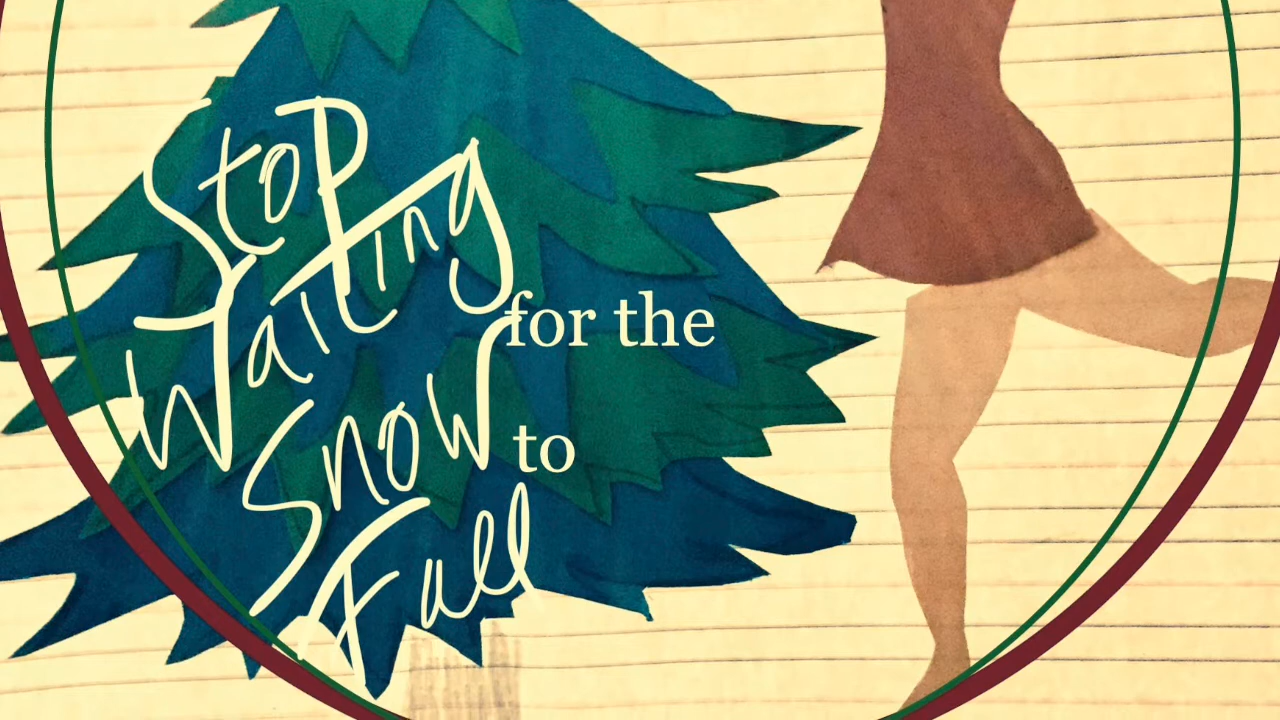 Stop
Waiting
for the
Snow
to
Fall